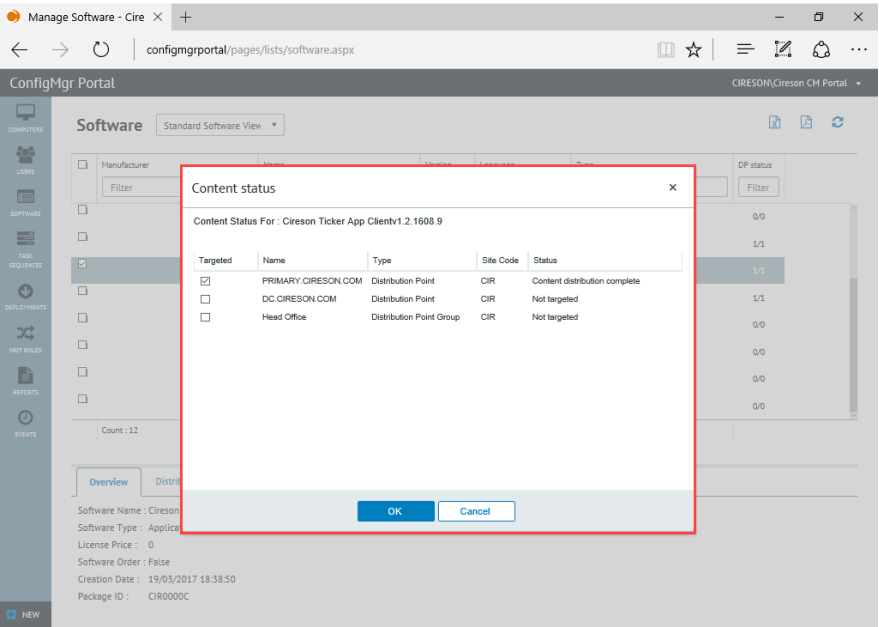 Manage Software - Cire
configmgrportal/pages/lists/software.aspx
ConfigMgr Portal
CIRESON\Cireson CM Portal
COMPUTERS
USERS
SOFTWARE
TASK
SEQUENCES
DEPLOYMENTS
HOT ROLES
REPORTS
EVENTS
NEW
Software
Standard Software View
Manufacturer
Name
Version
Language
Type
DP status
Filter
Filter
0/0
1/1
1/1
1/1
0/0
0/0
0/0
0/0
Count : 12
Content status
Content Status For : Cireson Ticker App Clientv1.2.1608.9
Targeted Name Type Site Code Status
PRIMARY.CIRESON.COM Distribution Point CIR Content distribution complete
DC.CIRESON.COM Distribution Point CIR Not targeted
Head Office Distribution Point Group CIR Not targeted
OK
Cancel
Overview
Distrib
Software Name : Cireson
Software Type : Applicat
License Price : 0
Software Order : False
Creation Date : 19/03/2017 18:38:50
Package ID : CIR0000C